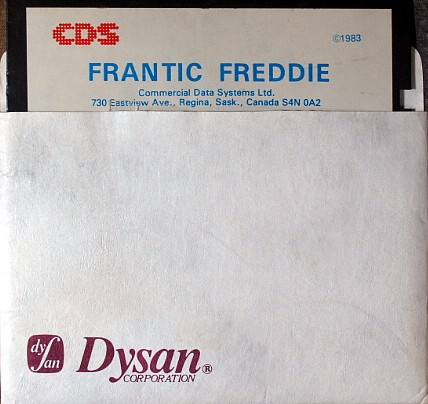 CDS
©1983
FRANTIC FREDDIE
Commercial Data Systems Ltd.
730 Eastview Ave., Regina, Sask., Canada S4N 0A2
dy
san
Dysan®
CORPORATION